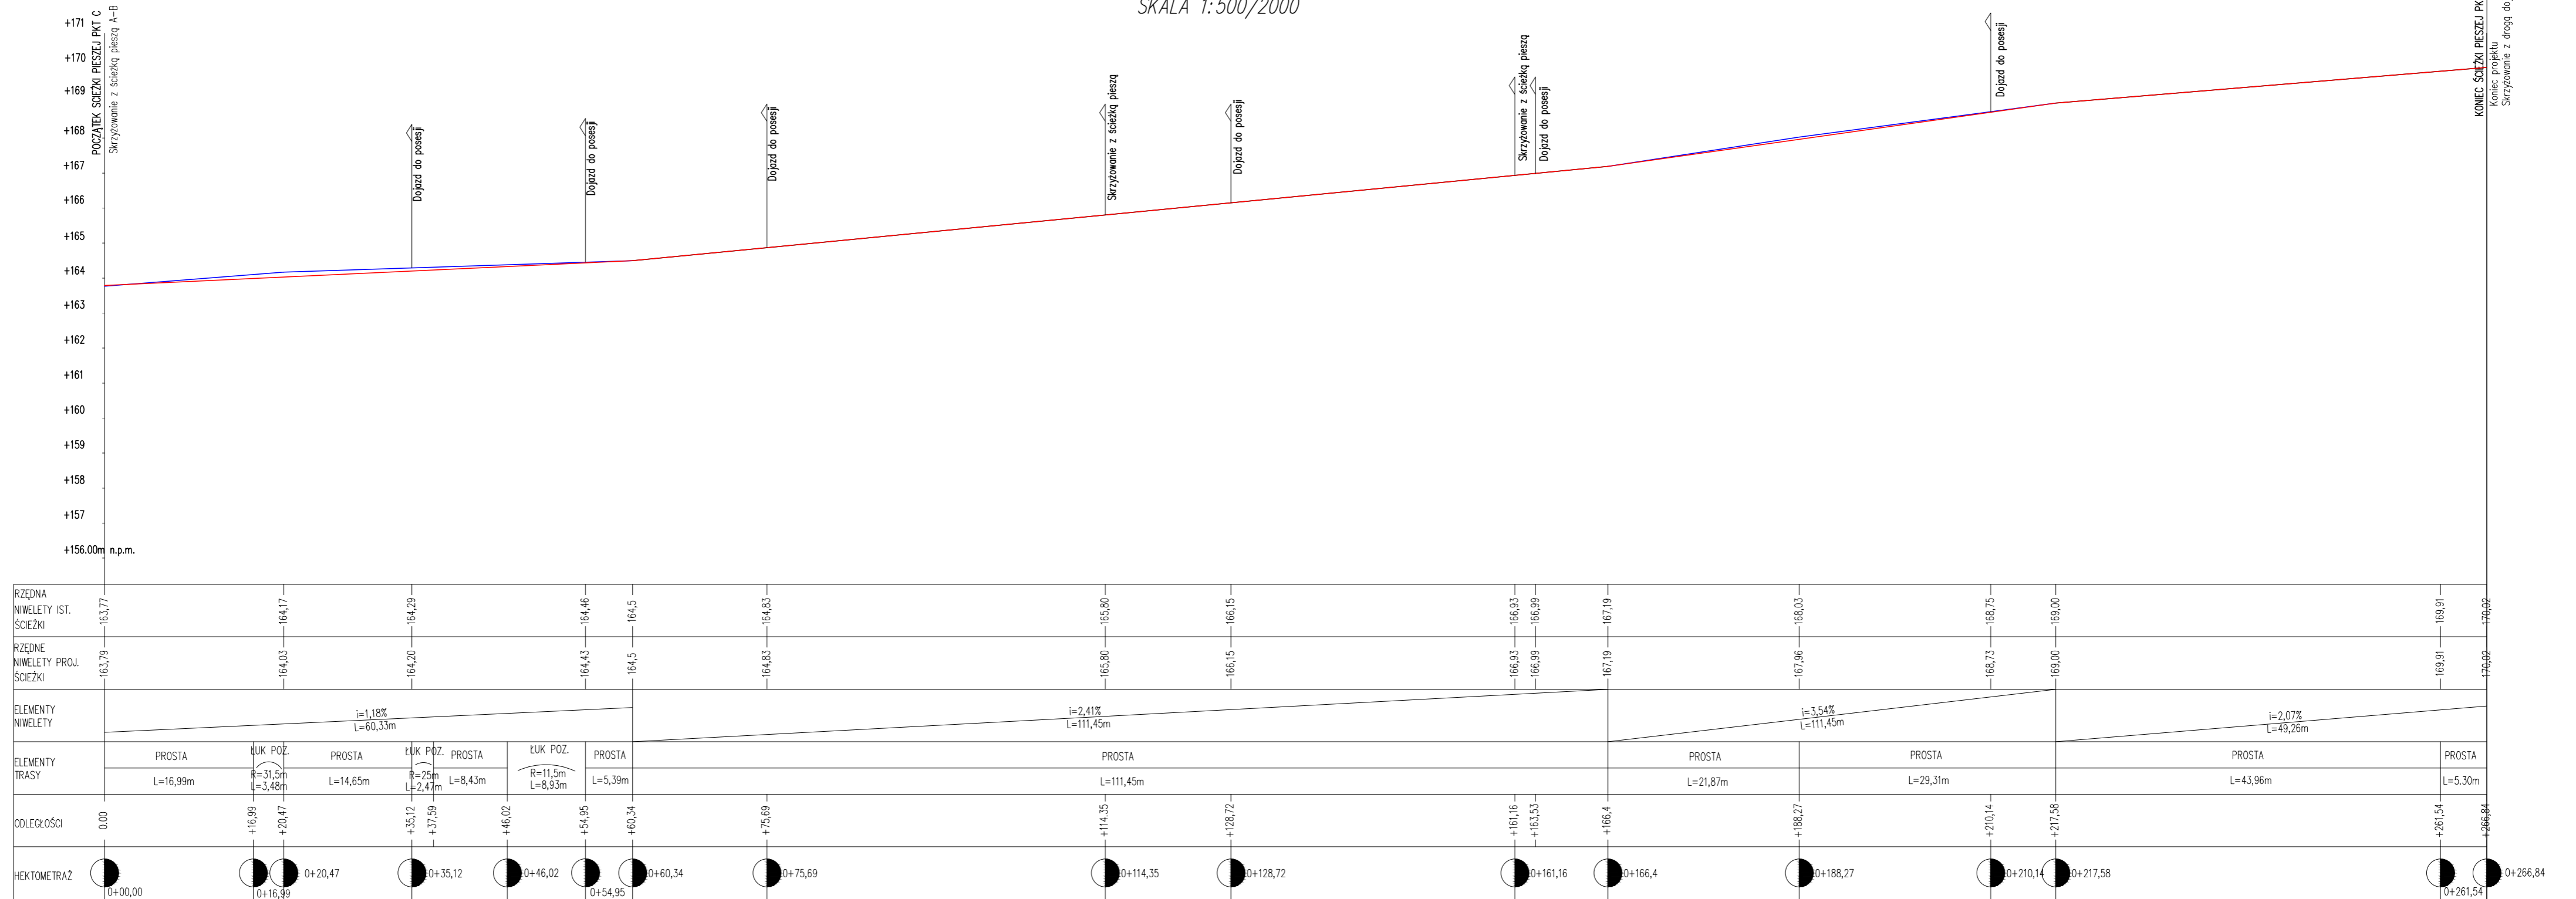 SKALA 1:500/2000
+171
+170
+169
+168
+167
+166
+165
+164
+163
+162
+161
+160
+159
+158
+157
+156.00m n.p.m.
POCZĄTEK ŚCIEŻKI PIESZEJ PKT C
Skrzyżowanie z ścieżką pieszą A-B
Dojazd do posesji
Dojazd do posesji
Dojazd do posesji
Skrzyżowanie z ścieżką pieszą
Dojazd do posesji
Skrzyżowanie z ścieżką pieszą
Dojazd do posesji
Dojazd do posesji
KONIEC ŚCIEŻKI PIESZEJ PK
Koniec projektu
Skrzyżowanie z drogą
RZĘDNA
NIWELETY IST.
ŚCIEŻKI
163,77
164,17
164,29
164,46
164,5
164,83
165,80
166,15
166,93
166,99
167,19
168,03
168,75
169,00
169,91
170,02
RZĘDNE
NIWELETY PROJ.
ŚCIEŻKI
163,79
164,03
164,20
164,43
164,5
164,83
165,80
166,15
166,93
166,99
167,19
167,96
168,73
169,00
169,91
170,02
ELEMENTY
NIWELETY
i=1,18%
L=60,33m
i=2,41%
L=111,45m
i=3,54%
L=111,45m
i=2,07%
L=49,26m
ELEMENTY
TRASY
PROSTA
L=16,99m
ŁUK POZ.
R=31,5m
L=3,48m
PROSTA
L=14,65m
ŁUK POZ.
R=25m
L=2,47m
PROSTA
L=8,43m
ŁUK POZ.
R=11,5m
L=8,93m
PROSTA
L=5,39m
PROSTA
L=111,45m
PROSTA
L=21,87m
PROSTA
L=29,31m
PROSTA
L=43,96m
PROSTA
L=5.30m
ODLEGŁOŚCI
0.00
+16,99
+20,47
+35,12
+37,59
+46,02
+54,95
+60,34
+75,69
+114.35
+128,72
+161,16
+163,53
+166,4
+188,27
+210,14
+217,58
+261,54
+266,84
HEKTOMETRAŻ
0+00,00
0+16,99
0+20,47
0+35,12
0+46,02
0+54,95
0+60,34
0+75,69
0+114,35
0+128,72
0+161,16
0+166,4
0+188,27
0+210,14
0+217,58
0+261,54
0+266,84